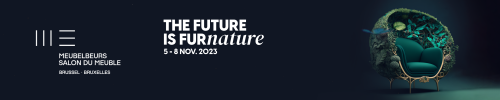 MEUBELBEURS
SALON DU MEUBLE
BRUSSEL · BRUXELLES
THE FUTURE
IS FURnature
5 - 8 NOV. 2023